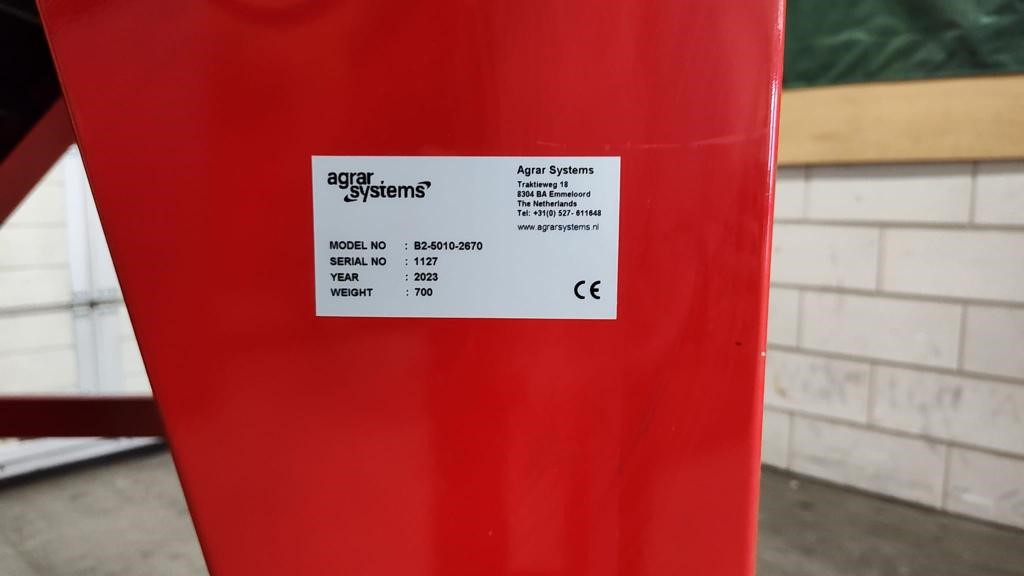 agrar
systems
Agrar Systems
Traktieweg 18
8304 BA Emmeloord
The Netherlands
Tel: +31(0) 527- 611648
www.agrarsystems.nl
MODEL NO : B2-5010-2670
SERIAL NO : 1127
YEAR : 2023
WEIGHT : 700
CE